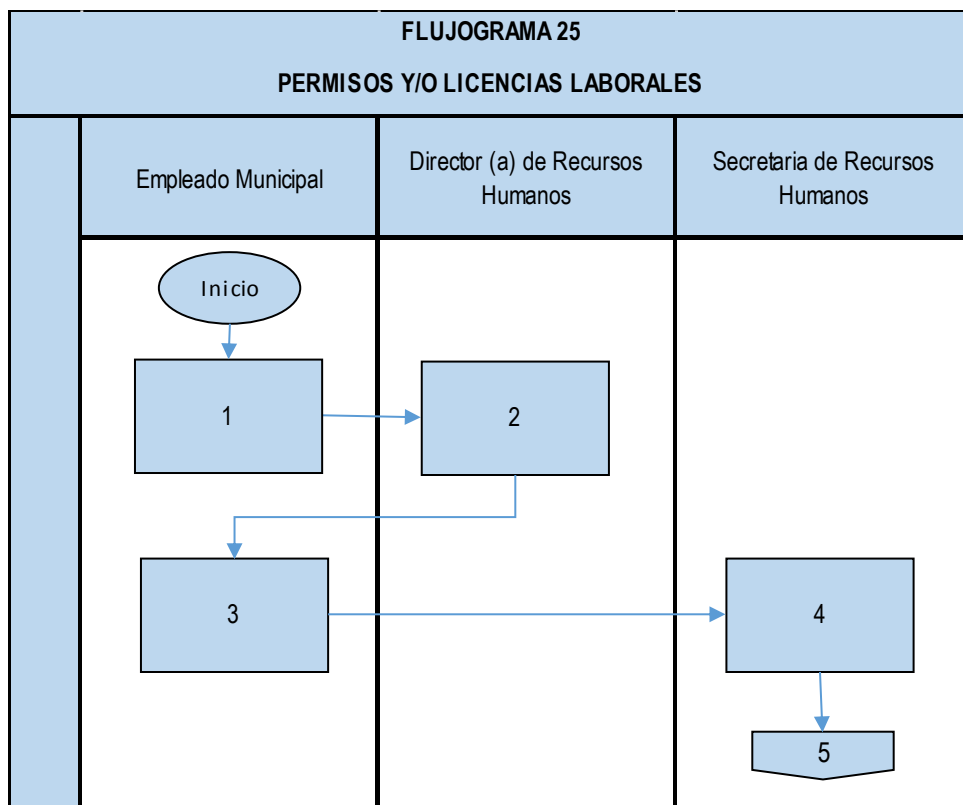 FLUJOGRAMA 25
PERMISOS Y/O LICENCIAS LABORALES
Empleado Municipal
Director (a) de Recursos
Humanos
Secretaria de Recursos
Humanos
Inicio
1
2
3
4
5